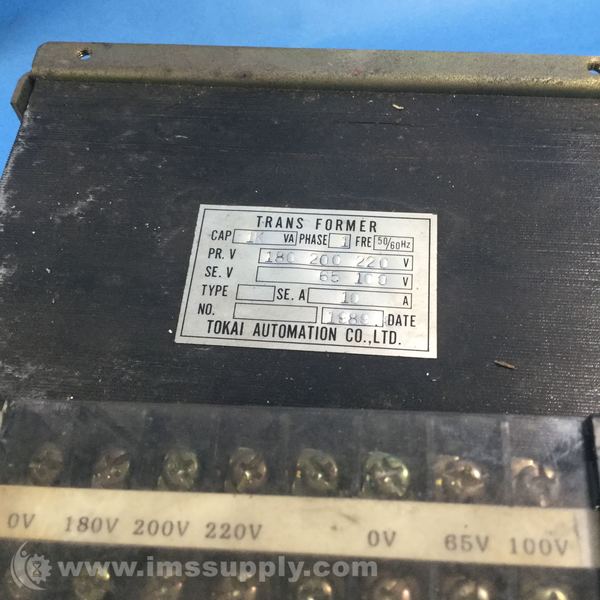 TRANS FORMER
CAP 1K VA PHASE 1 FRE 50/60Hz
PR. V 180 200 220 V
SE. V 65 100 V
TYPE SE. A 10 A
NO. 1989 DATE
TOKAI AUTOMATION CO.,LTD.
0V 180V 200V 220V 0V 65V 100V
© www.imssupply.com/